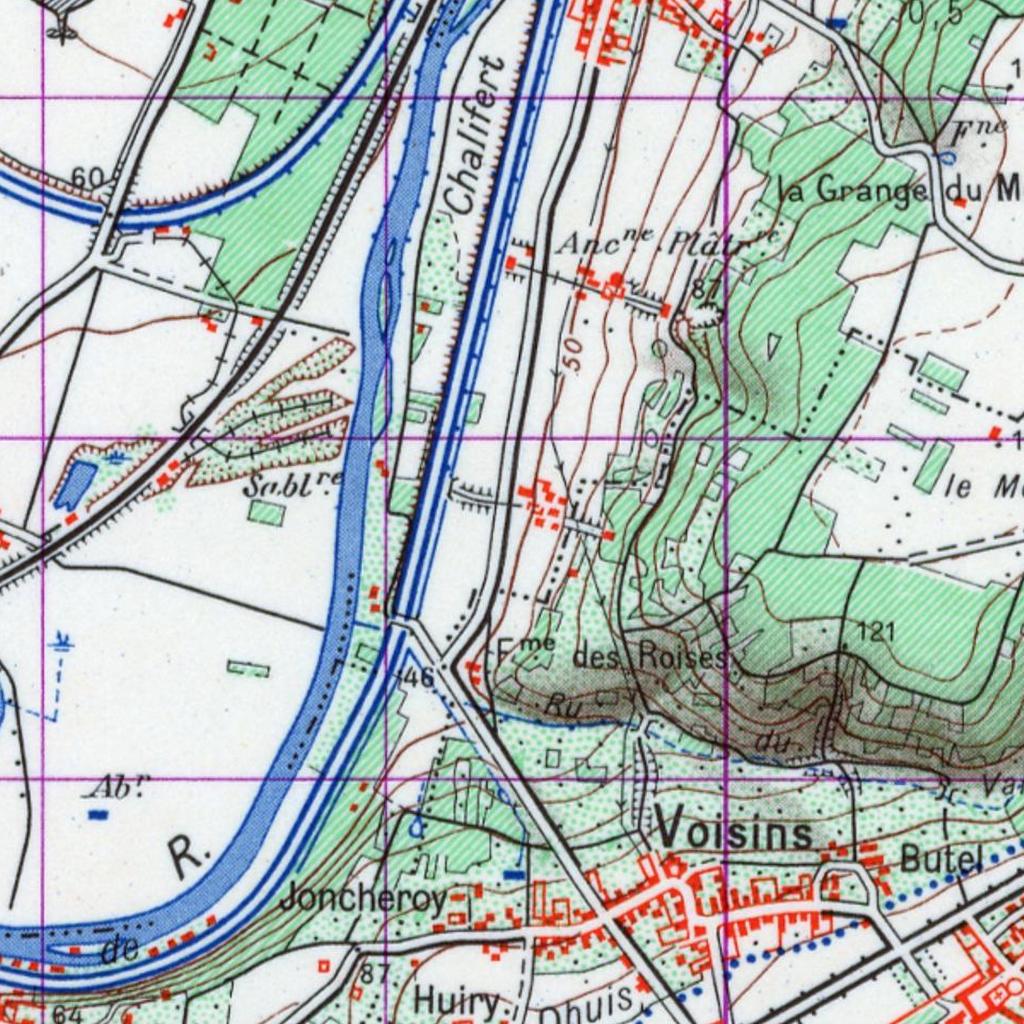 0,5
Chalifert
Fne
60
la Grange du M
Ancne Plâtrre
87
50
Sablre
le M
121
Fme des Roises
46
Ru
du
Abr
Va
R.
Voisins
Butel
Joncheroy
de
87
Huiry
Dhuis
64